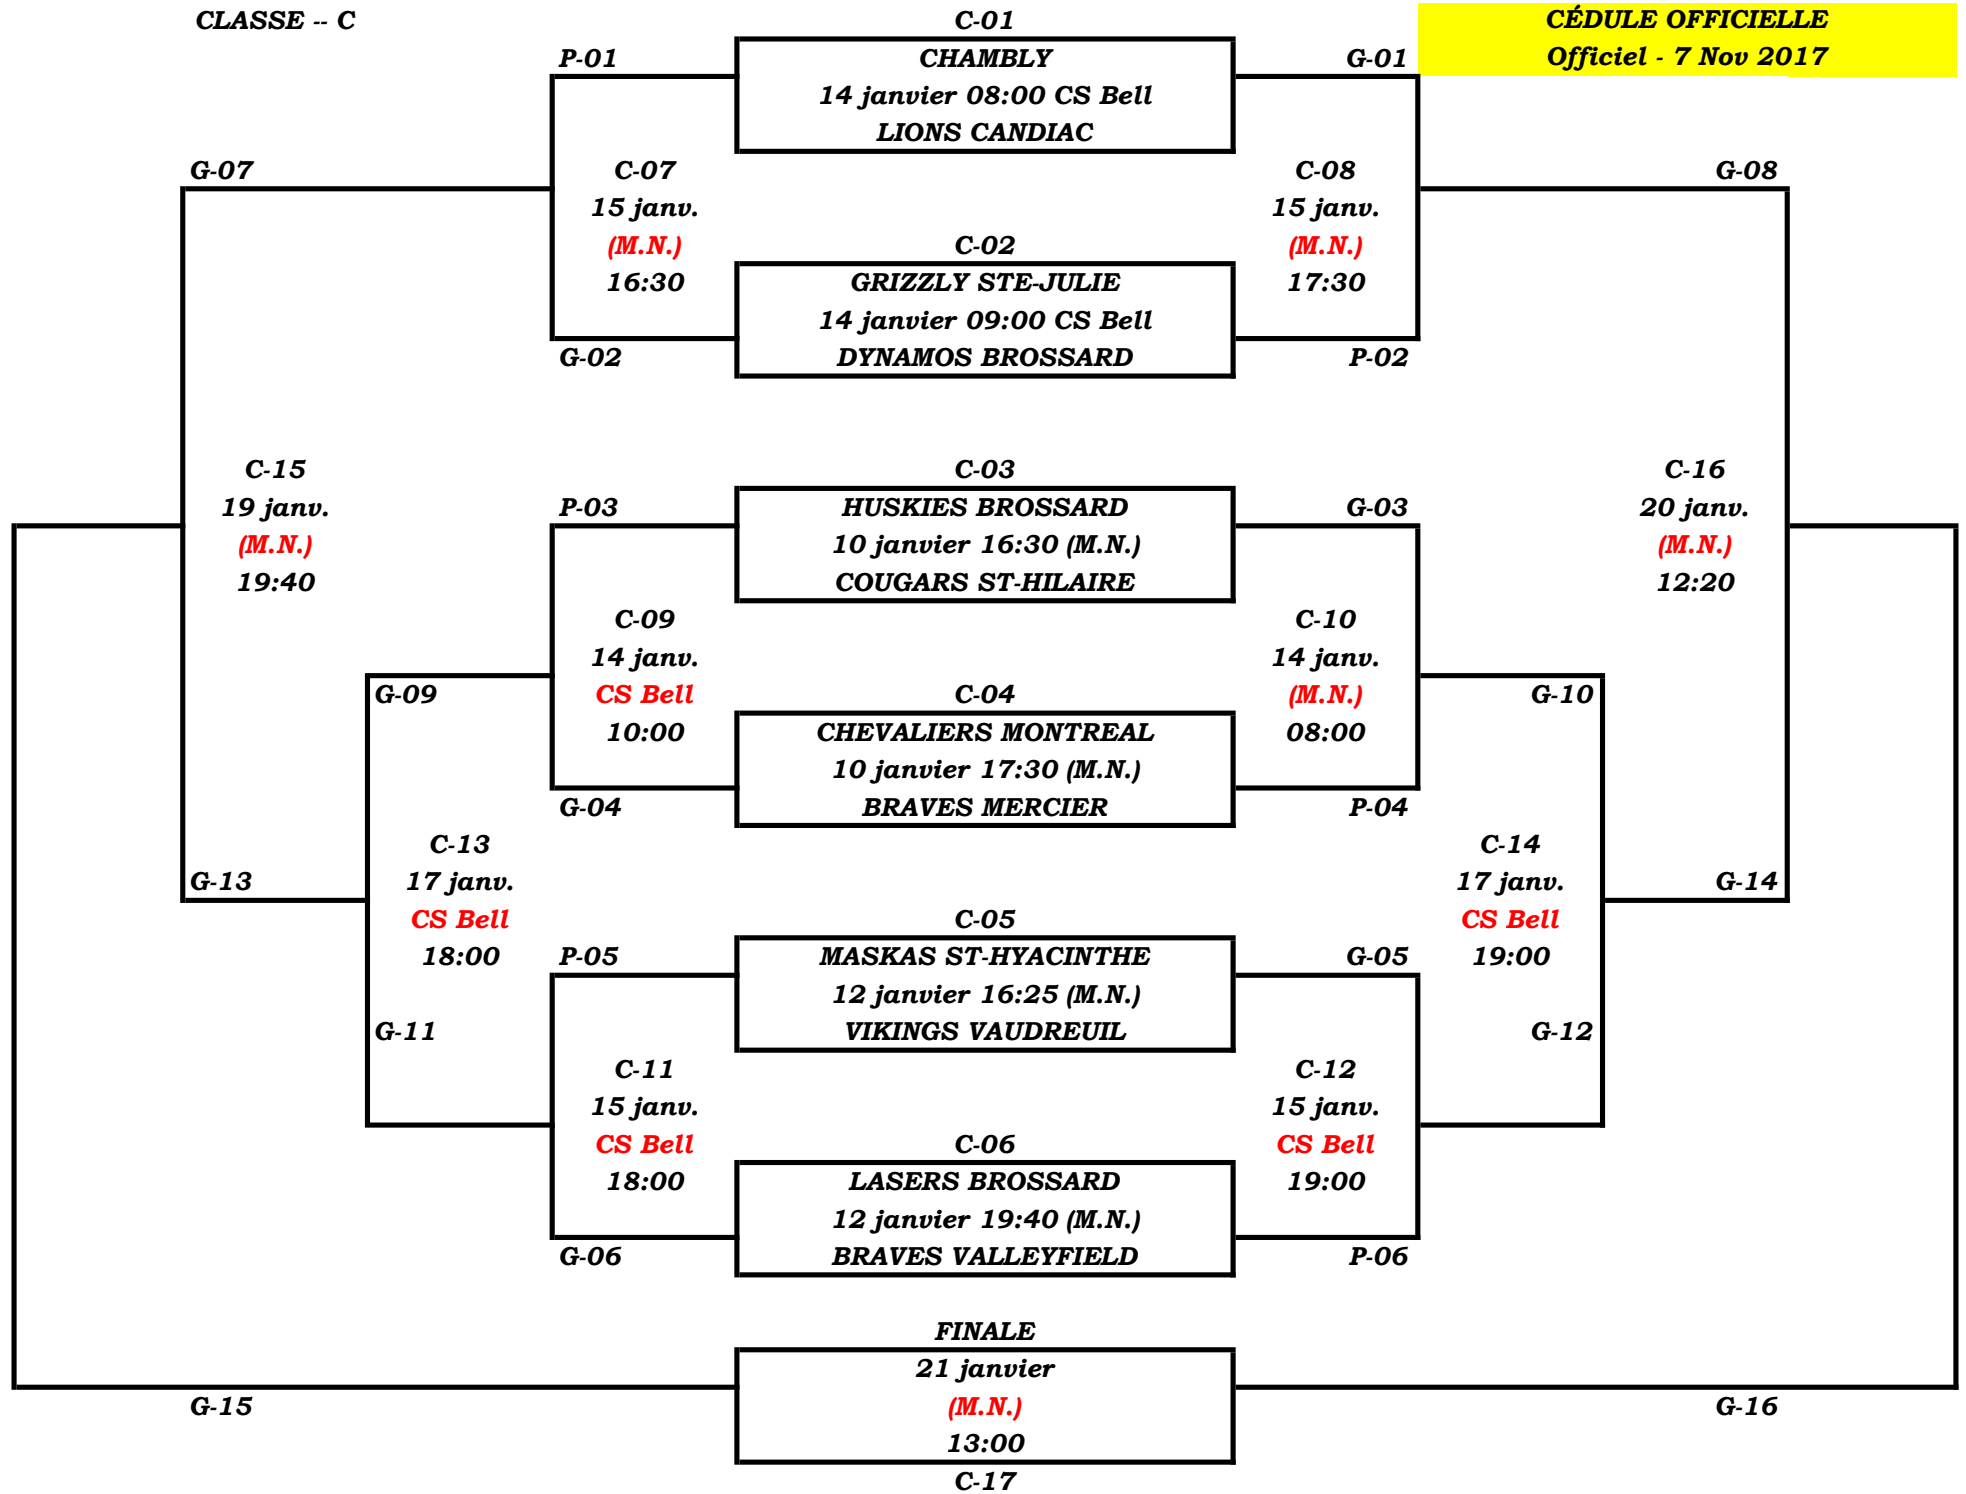 CLASSE -- C
C-01
CÉDULE OFFICIELLE
Officiel - 7 Nov 2017
P-01
CHAMBLY
G-01
14 janvier 08:00 CS Bell
LIONS CANDIAC
G-07
C-07
15 janv.
(M.N.)
16:30
C-08
15 janv.
(M.N.)
17:30
G-08
C-02
GRIZZLY STE-JULIE
14 janvier 09:00 CS Bell
DYNAMOS BROSSARD
G-02
P-02
C-15
19 janv.
(M.N.)
19:40
C-03
P-03
HUSKIES BROSSARD
G-03
10 janvier 16:30 (M.N.)
COUGARS ST-HILAIRE
C-16
20 janv.
(M.N.)
12:20
C-09
14 janv.
CS Bell
10:00
C-10
14 janv.
(M.N.)
08:00
G-09
C-04
G-10
CHEVALIERS MONTREAL
10 janvier 17:30 (M.N.)
BRAVES MERCIER
G-04
P-04
C-13
17 janv.
CS Bell
18:00
C-14
17 janv.
CS Bell
19:00
G-13
G-14
C-05
P-05
MASKAS ST-HYACINTHE
G-05
12 janvier 16:25 (M.N.)
VIKINGS VAUDREUIL
G-11
G-12
C-11
15 janv.
CS Bell
18:00
C-12
15 janv.
CS Bell
19:00
C-06
LASERS BROSSARD
12 janvier 19:40 (M.N.)
BRAVES VALLEYFIELD
G-06
P-06
FINALE
21 janvier
(M.N.)
13:00
G-15
G-16
C-17